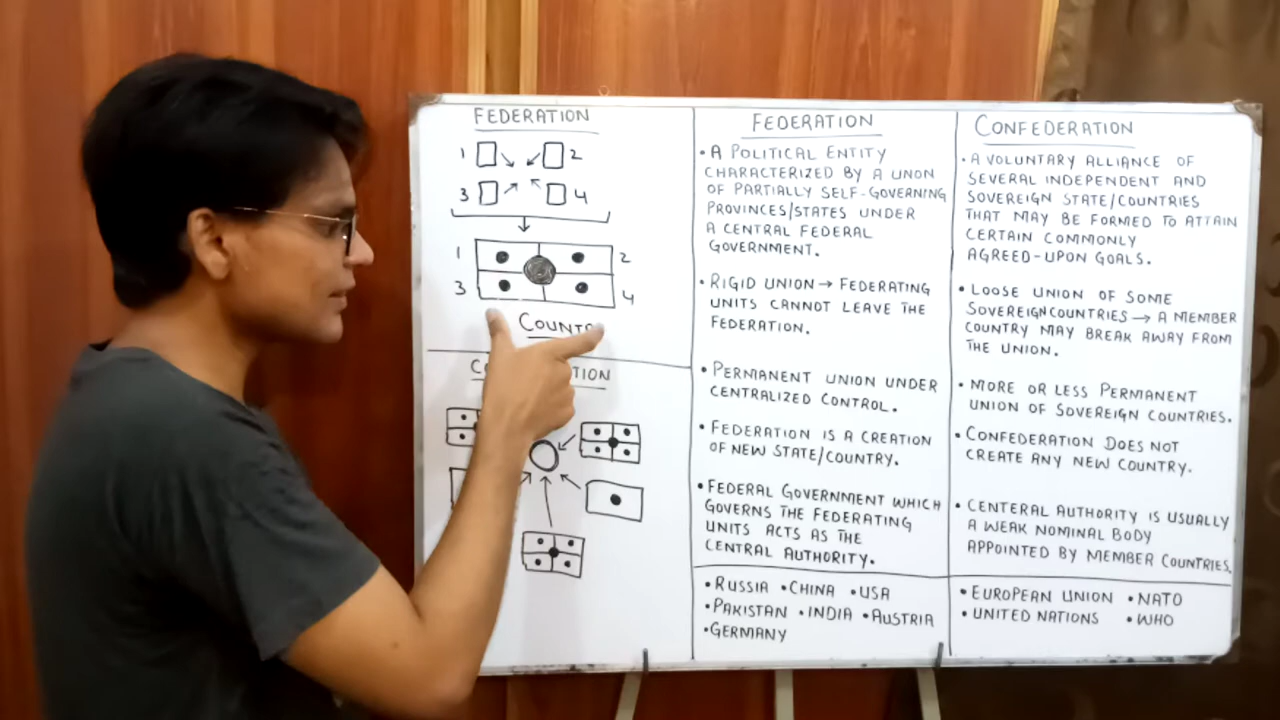 FEDERATION
1 2
3 4
1 2
3 4
FEDERATION
• A POLITICAL ENTITY
CHARACTERIZED BY A UNON
OF PARTIALLY SELF-GOVERNING
PROVINCES/STATES UNDER
A CENTRAL FEDERAL
GOVERNMENT.
• RIGID UNION → FEDERATING
UNITS CANNOT LEAVE THE
FEDERATION.
• PERMANENT UNION UNDER
CENTRALIZED CONTROL.
• FEDERATION IS A CREATION
OF NEW STATE/COUNTRY.
• FEDERAL GOVERNMENT WHICH
GOVERNS THE FEDERATING
UNITS ACTS AS THE
CENTRAL AUTHORITY.
• RUSSIA • CHINA • USA
• PAKISTAN • INDIA • AUSTRIA
• GERMANY
CONFEDERATION
• A VOLUNTARY ALLIANCE OF
SEVERAL INDEPENDENT AND
SOVEREIGN STATE/COUNTRIES
THAT MAY BE FORMED TO ATTAIN
CERTAIN COMMONLY
AGREED-UPON GOALS.
• LOOSE UNION OF SOME
SOVEREIGN COUNTRIES → A MEMBER
COUNTRY MAY BREAK AWAY FROM
THE UNION.
• MORE OR LESS PERMANENT
UNION OF SOVEREIGN COUNTRIES.
• CONFEDERATION DOES NOT
CREATE ANY NEW COUNTRY.
• CENTERAL AUTHORITY IS USUALLY
A WEAK NOMINAL BODY
APPOINTED BY MEMBER COUNTRIES.
• EUROPEAN UNION • NATO
• UNITED NATIONS • WHO